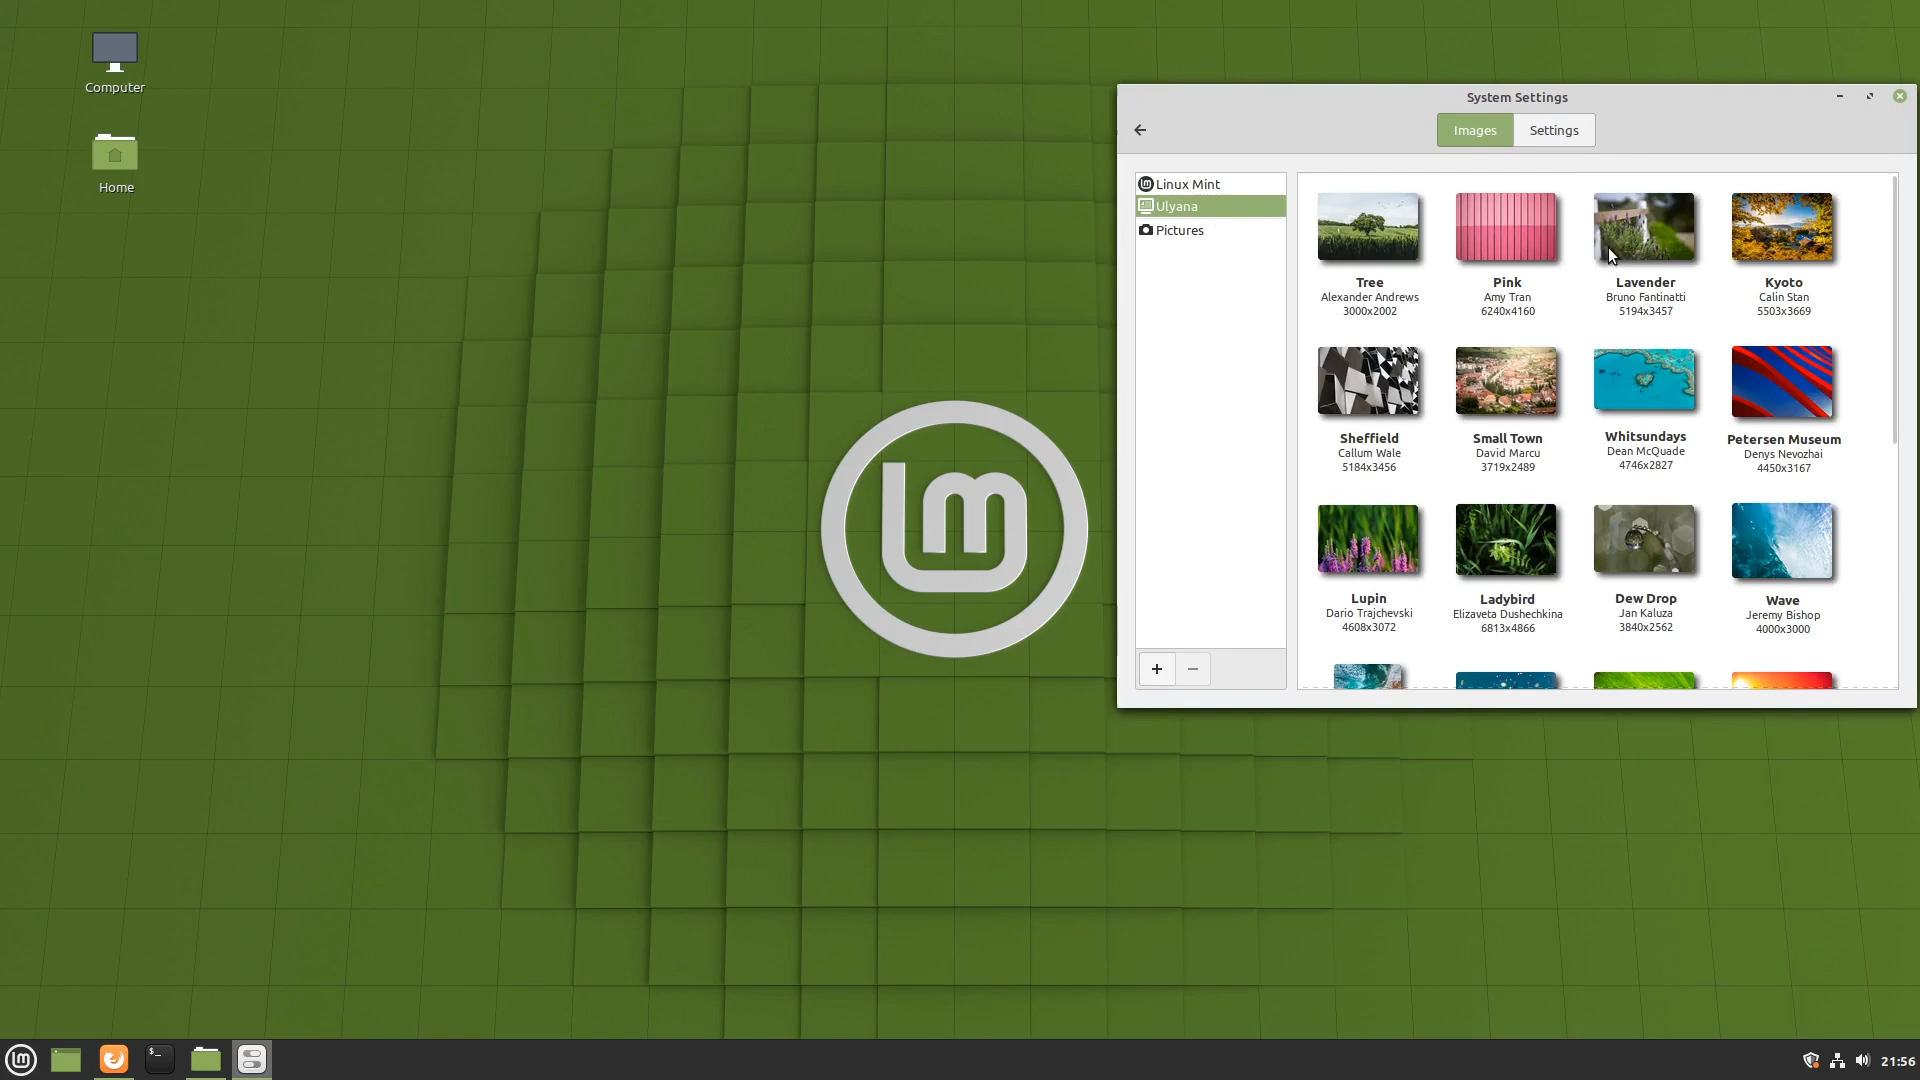 Computer
Home
System Settings
Images
Settings
Linux Mint
Ulyana
Pictures
Tree
Alexander Andrews
3000x2002
Pink
Amy Tran
6240x4160
Lavender
Bruno Fantinatti
5194x3457
Kyoto
Calin Stan
5503x3669
Sheffield
Callum Wale
5184x3456
Small Town
David Marcu
3719x2489
Whitsundays
Dean McQuade
4746x2827
Petersen Museum
Denys Nevozhai
4450x3167
Lupin
Dario Trajchevski
4608x3072
Ladybird
Elizaveta Dushechkina
6813x4866
Dew Drop
Jan Kaluza
3840x2562
Wave
Jeremy Bishop
4000x3000
21:56